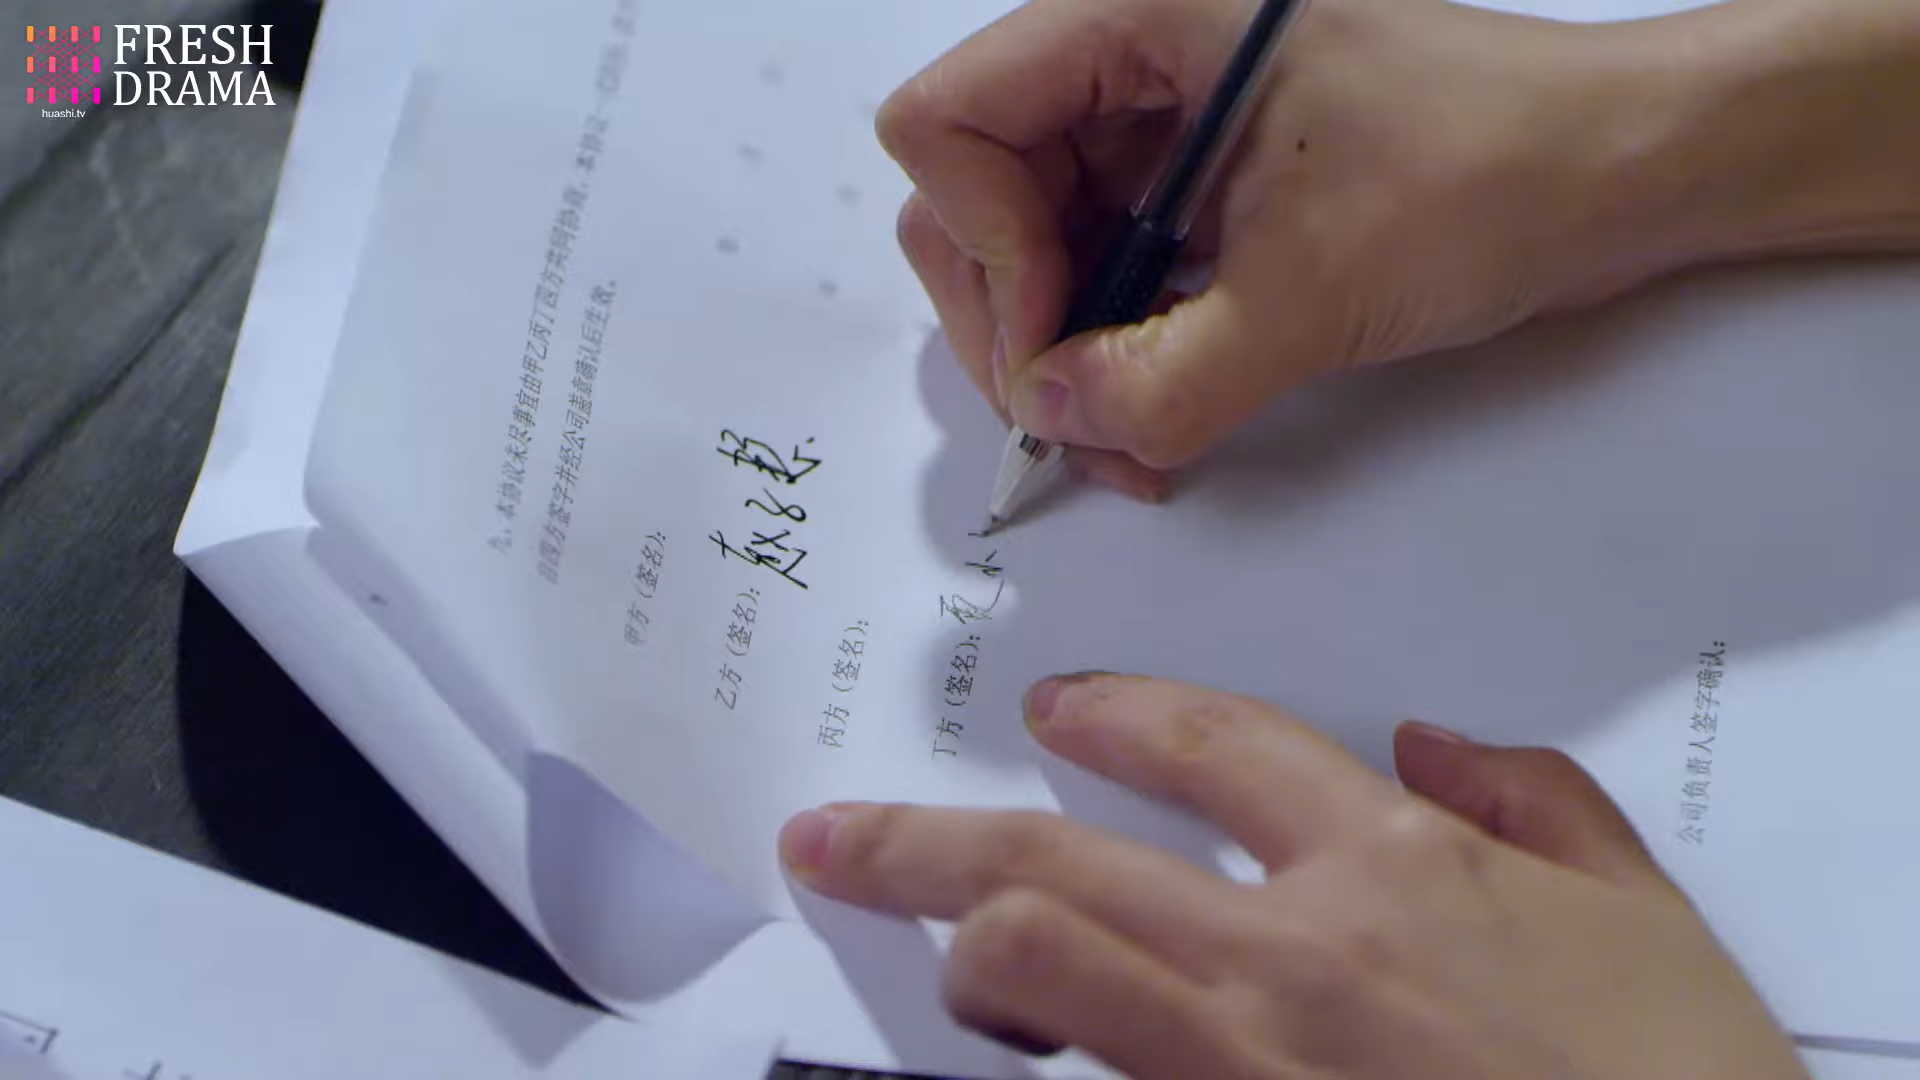 FRESH
DRAMA
huashi.tv
九、本协议未尽事宜由甲乙丙丁四方共同协商，本协议一式四份
自四方签字并经公司盖章确认后生效。
甲方（签名）：
乙方（签名）：赵
丙方（签名）：
丁方（签名）：小
公司负责人签字确认：